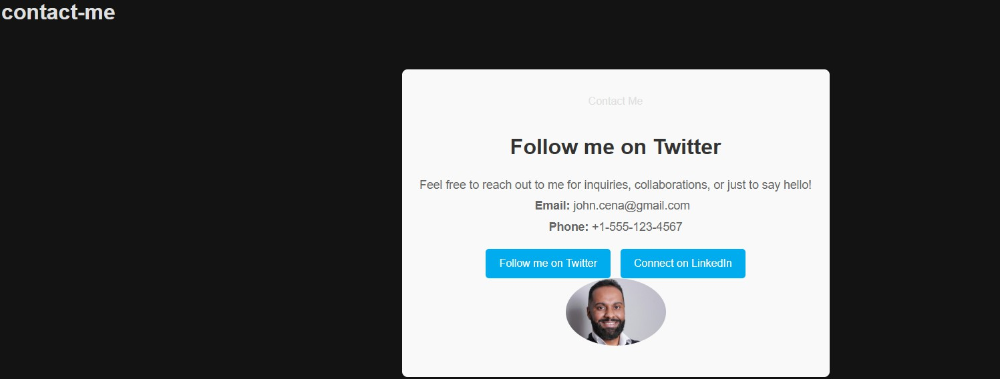 contact-me
Contact Me
Follow me on Twitter
Feel free to reach out to me for inquiries, collaborations, or just to say hello!
Email: john.cena@gmail.com
Phone: +1-555-123-4567
Follow me on Twitter
Connect on LinkedIn